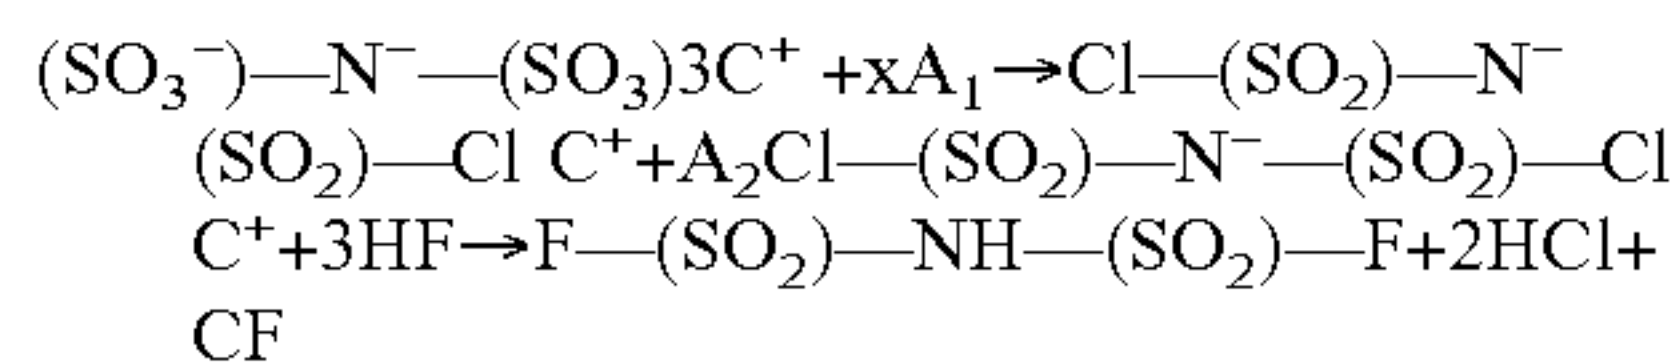 (SO₃⁻)—N⁻—(SO₃)3C⁺ +xA₁→Cl—(SO₂)—N⁻
(SO₂)—Cl C⁺+A₂Cl—(SO₂)—N⁻—(SO₂)—Cl
C⁺+3HF→F—(SO₂)—NH—(SO₂)—F+2HCl+
CF